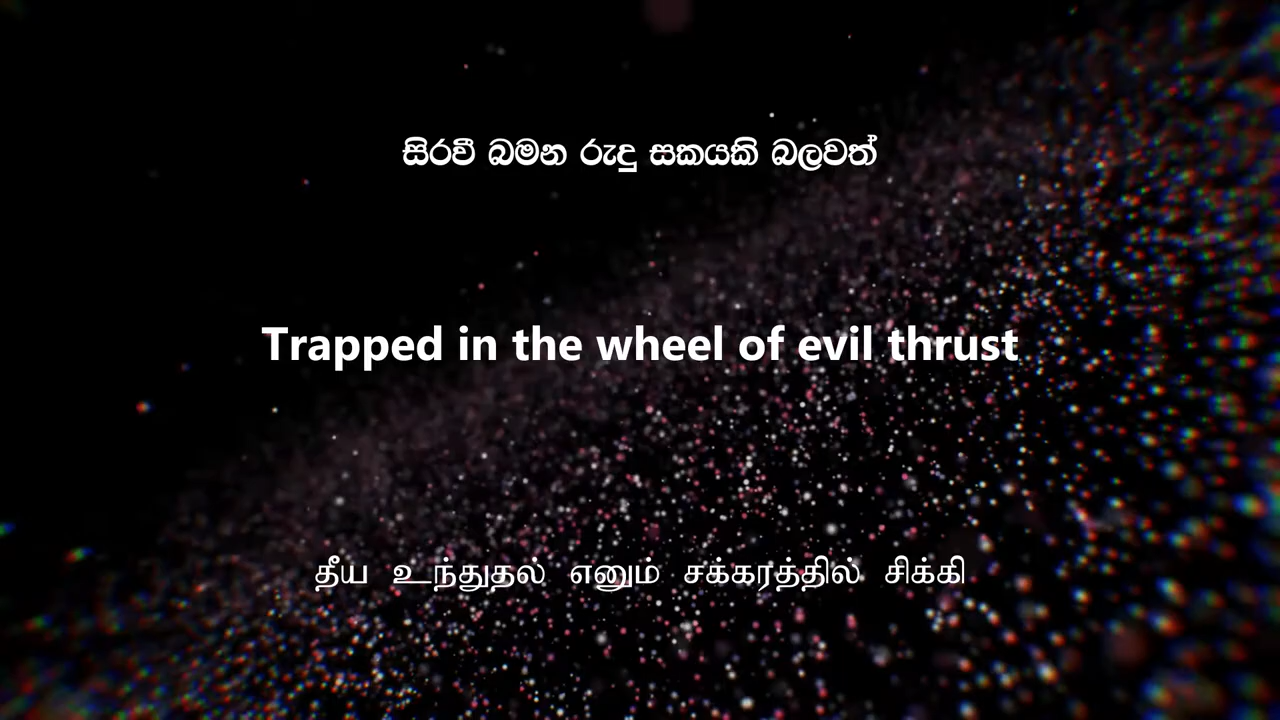 සිරවී බමන රුදු සකයකි බලවත්
Trapped in the wheel of evil thrust
தீய உந்துதல் எனும் சக்கரத்தில் சிக்கி